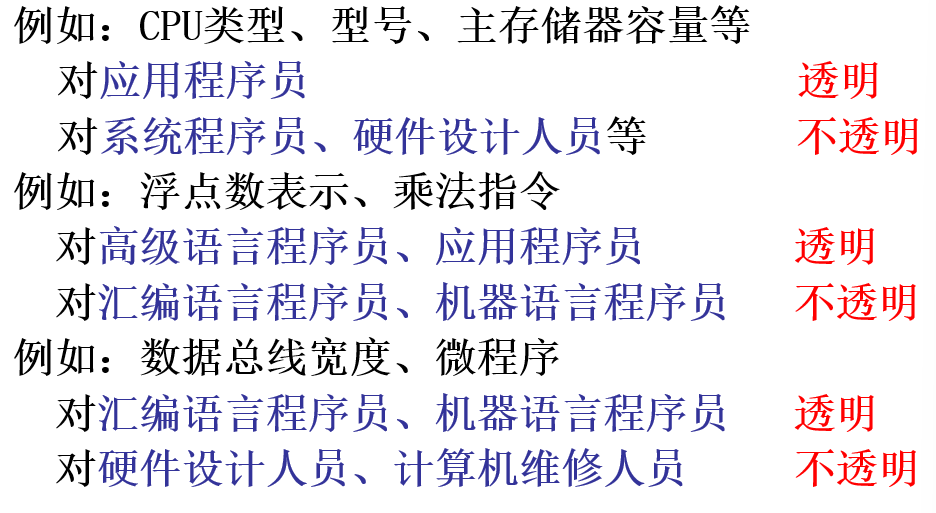 例如：CPU类型、型号、主存储器容量等
对应用程序员 透明
对系统程序员、硬件设计人员等 不透明
例如：浮点数表示、乘法指令
对高级语言程序员、应用程序员 透明
对汇编语言程序员、机器语言程序员 不透明
例如：数据总线宽度、微程序
对汇编语言程序员、机器语言程序员 透明
对硬件设计人员、计算机维修人员 不透明